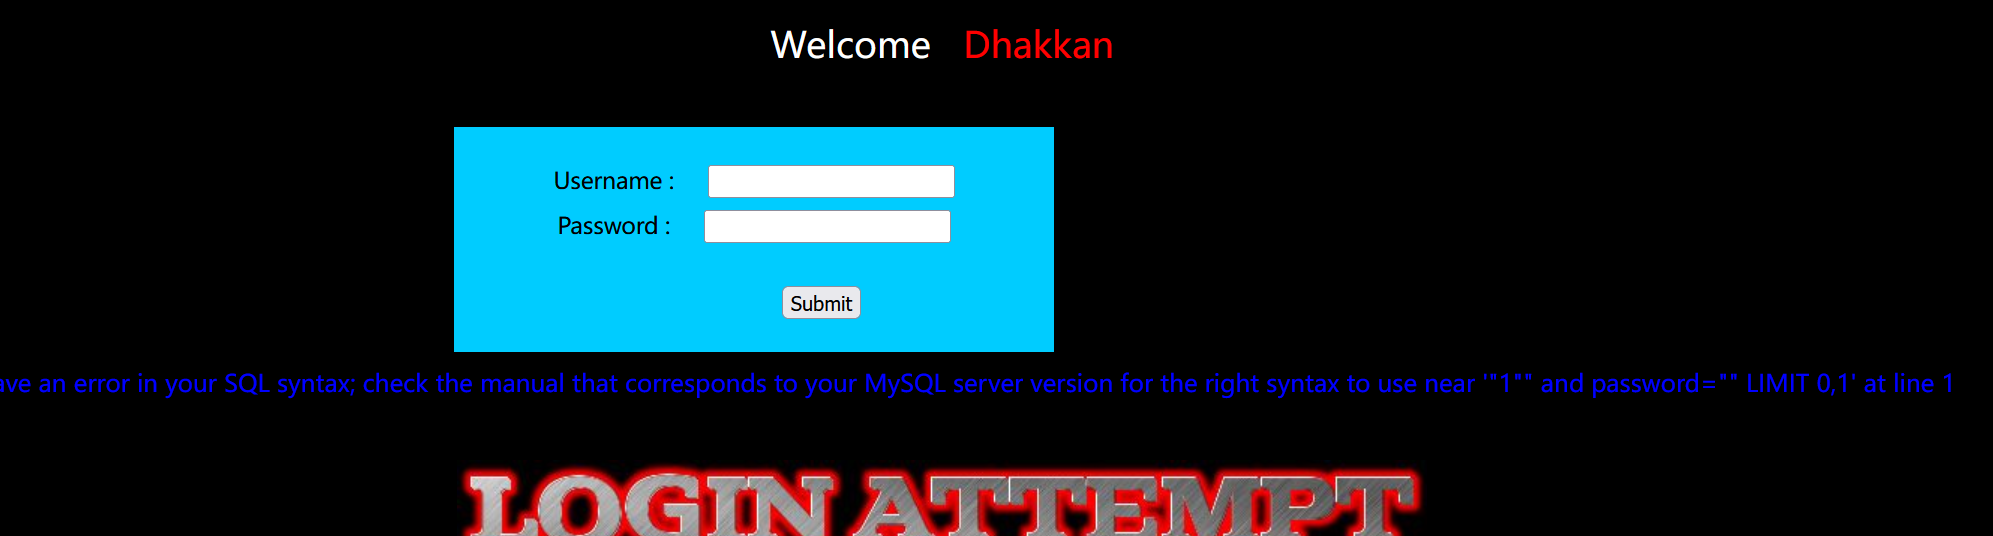 Welcome Dhakkan
Username :
Password :
Submit
ave an error in your SQL syntax; check the manual that corresponds to your MySQL server version for the right syntax to use near '"1"" and password="" LIMIT 0,1' at line 1
LOGIN ATTEMPT